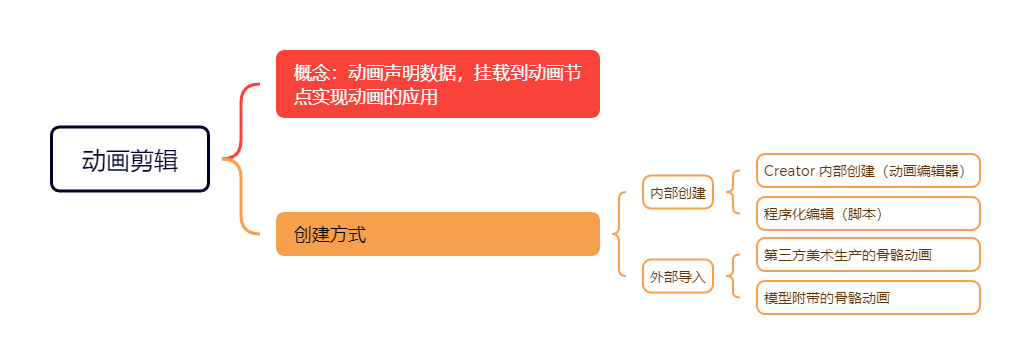 动画剪辑
概念：动画声明数据，挂载到动画节
点实现动画的应用
创建方式
内部创建
Creator 内部创建（动画编辑器）
程序化编辑（脚本）
外部导入
第三方美术生产的骨骼动画
模型附带的骨骼动画